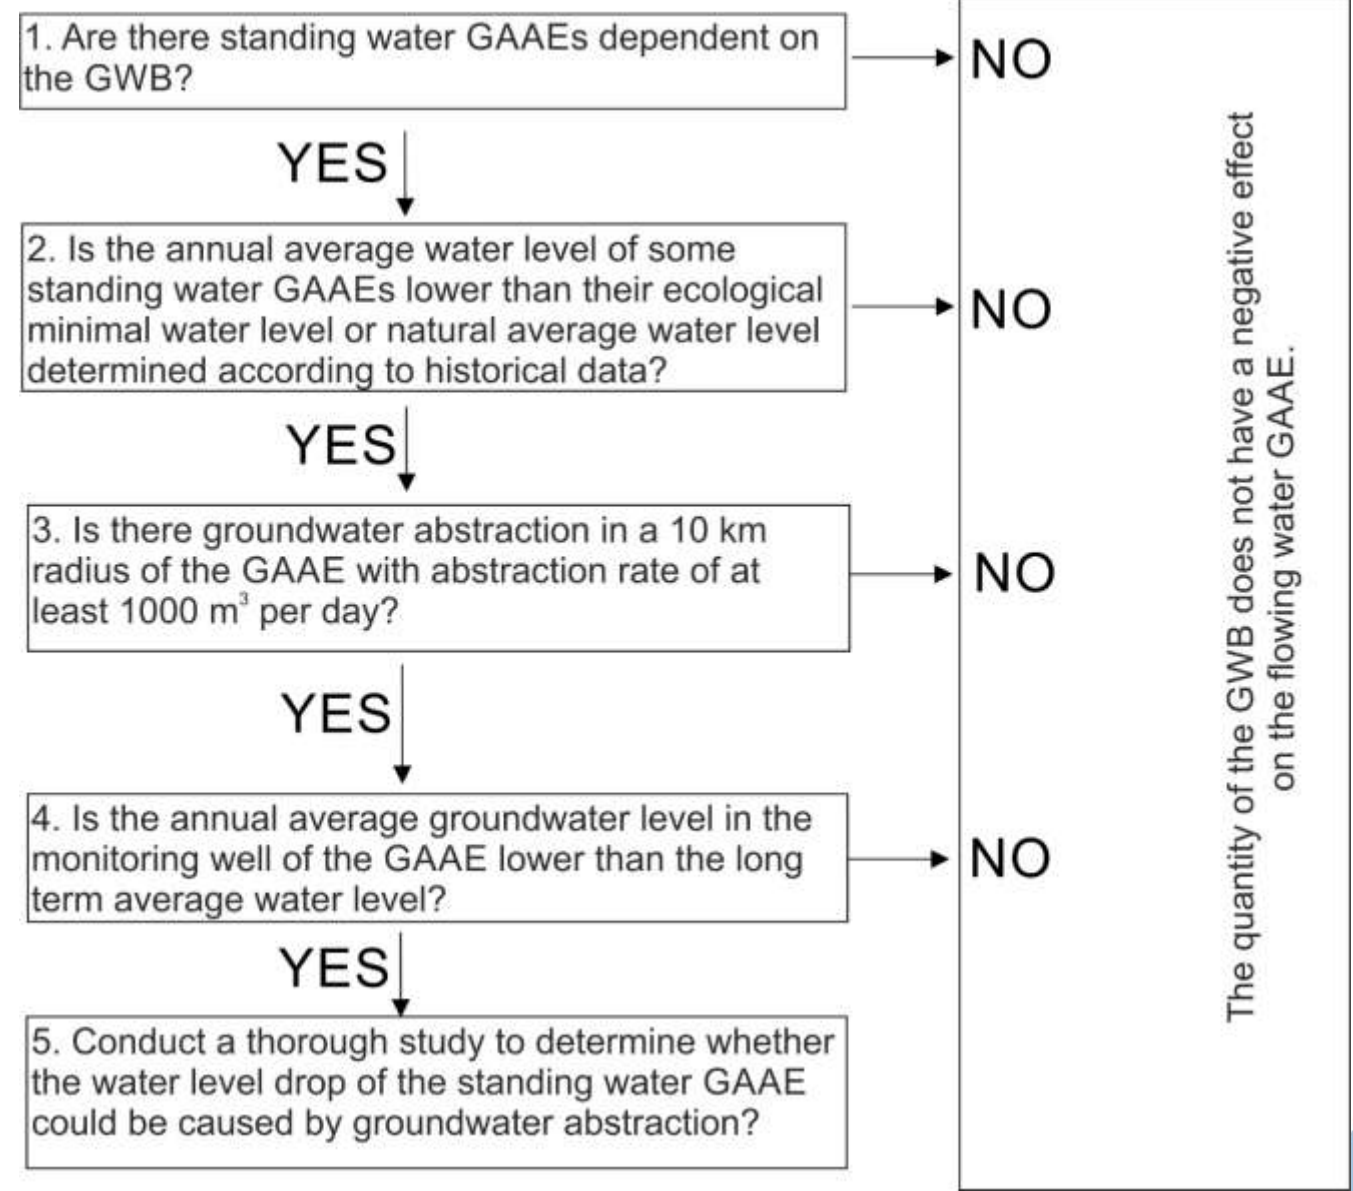 1. Are there standing water GAAEs dependent on
the GWB?
NO
YES
2. Is the annual average water level of some
standing water GAAEs lower than their ecological
minimal water level or natural average water level
determined according to historical data?
NO
YES
3. Is there groundwater abstraction in a 10 km
radius of the GAAE with abstraction rate of at
least 1000 m³ per day?
NO
YES
4. Is the annual average groundwater level in the
monitoring well of the GAAE lower than the long
term average water level?
NO
YES
5. Conduct a thorough study to determine whether
the water level drop of the standing water GAAE
could be caused by groundwater abstraction?
The quantity of the GWB does not have a negative effect
on the flowing water GAAE.